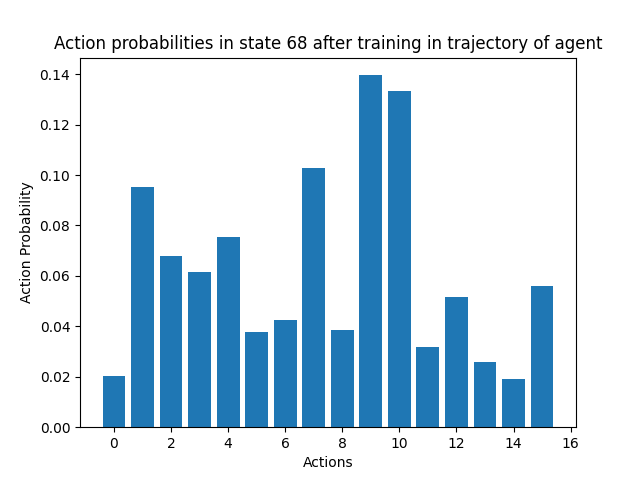 Action probabilities in state 68 after training in trajectory of agent
0.14
0.12
0.10
0.08
0.06
0.04
0.02
0.00
Action Probability
0 2 4 6 8 10 12 14 16
Actions